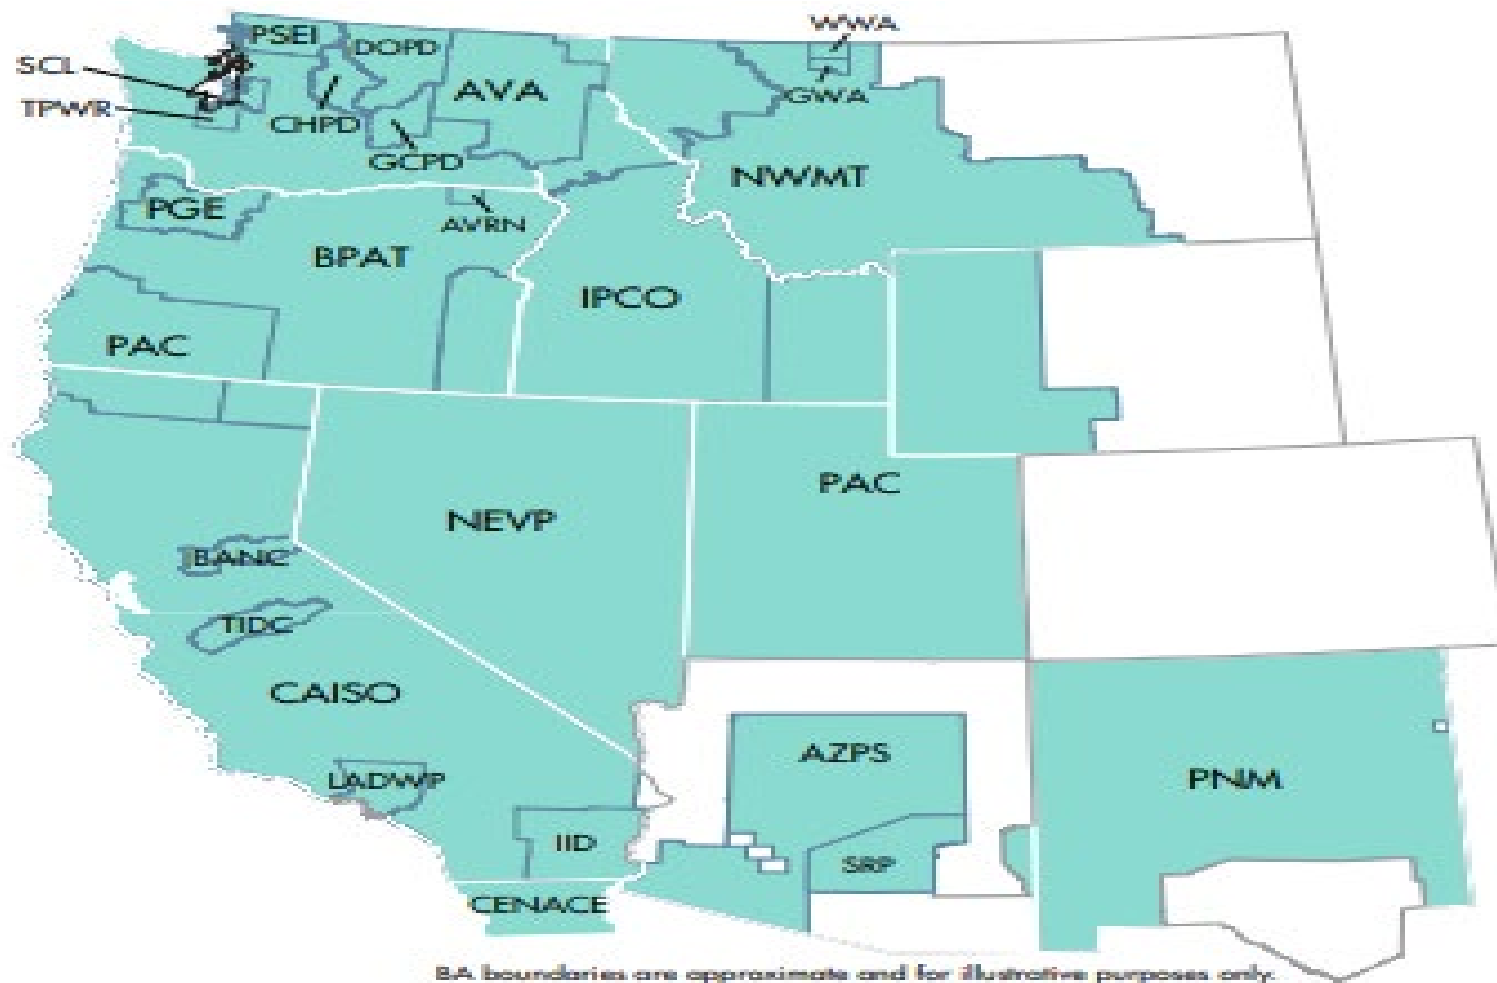 WWA
PSEI
DOPD
SCL
AVA
GWA
TPWR
CHPD
GCPD
NWMT
PGE
AVRN
BPAT
IPCO
PAC
PAC
NEVP
BANC
TIDC
CAISO
AZPS
LADWP
PNM
IID
SRP
CENACE
BA boundaries are approximate and for illustrative purposes only.